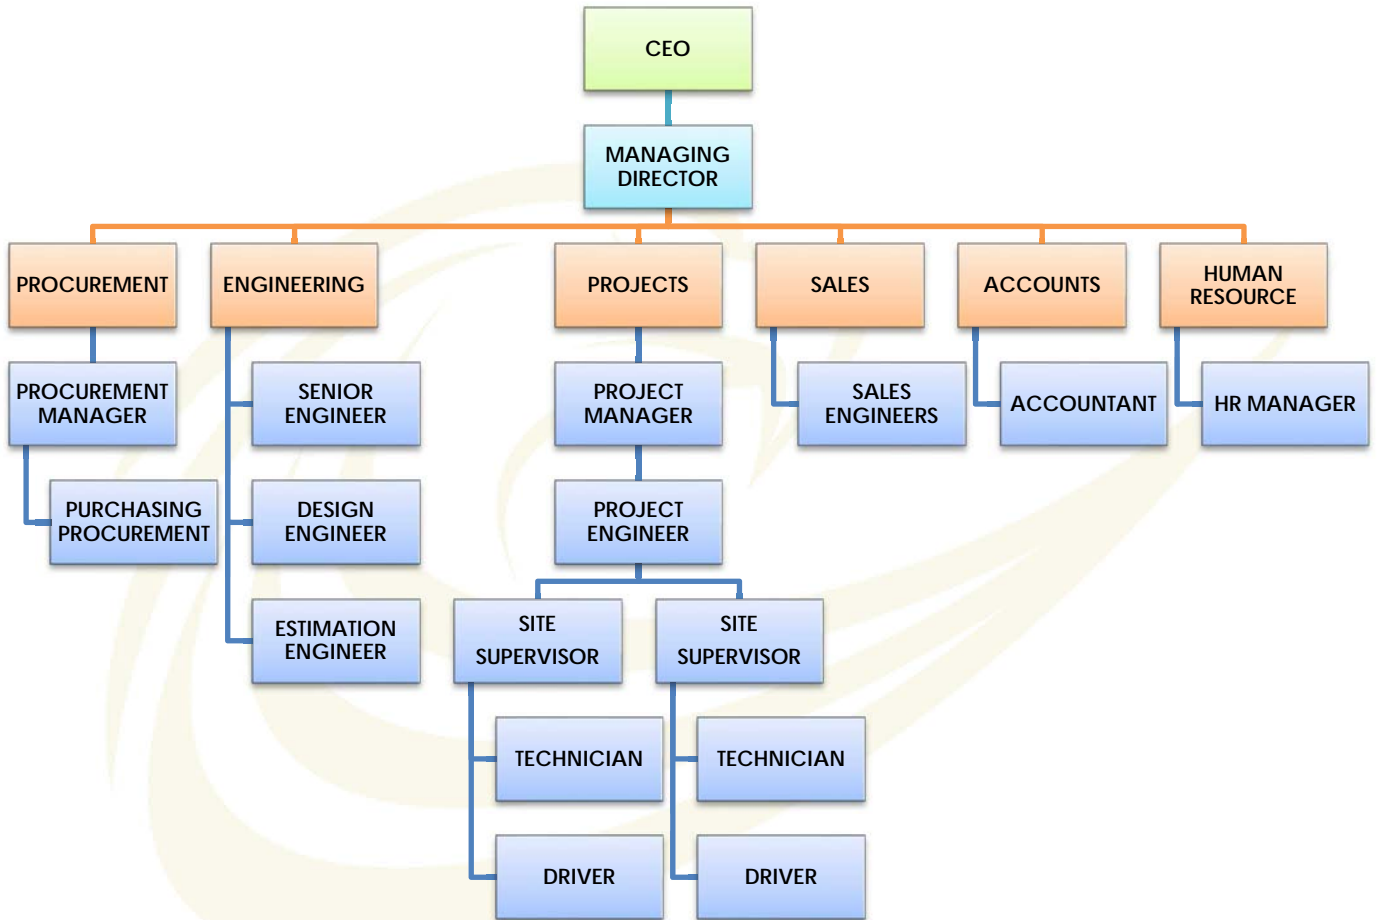 CEO
MANAGING
DIRECTOR
PROCUREMENT
ENGINEERING
PROJECTS
SALES
ACCOUNTS
HUMAN
RESOURCE
PROCUREMENT
MANAGER
SENIOR
ENGINEER
PROJECT
MANAGER
SALES
ENGINEERS
ACCOUNTANT
HR MANAGER
PURCHASING
PROCUREMENT
DESIGN
ENGINEER
PROJECT
ENGINEER
ESTIMATION
ENGINEER
SITE
SUPERVISOR
SITE
SUPERVISOR
TECHNICIAN
TECHNICIAN
DRIVER
DRIVER